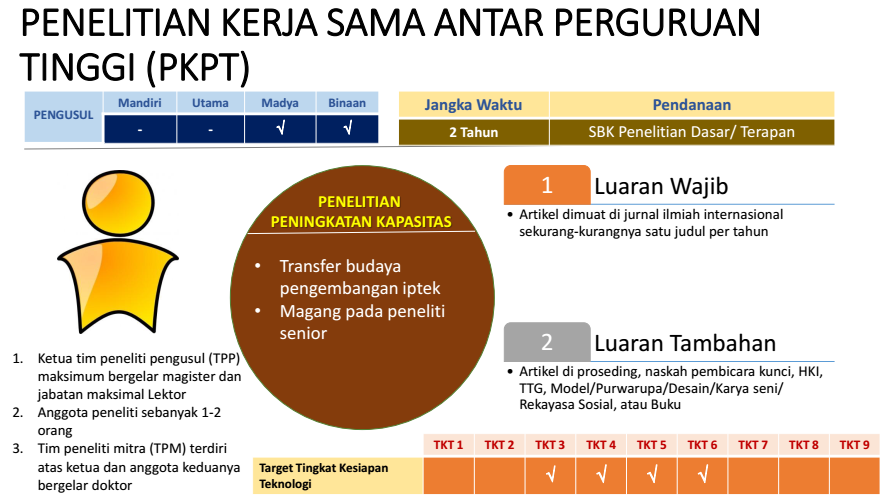 PENELITIAN KERJA SAMA ANTAR PERGURUAN
TINGGI (PKPT)
PENGUSUL
Mandiri Utama Madya Binaan
- - √ √
Jangka Waktu Pendanaan
2 Tahun SBK Penelitian Dasar/ Terapan
PENELITIAN
PENINGKATAN KAPASITAS
• Transfer budaya
pengembangan iptek
• Magang pada peneliti
senior
1 Luaran Wajib
• Artikel dimuat di jurnal ilmiah internasional
sekurang-kurangnya satu judul per tahun
2 Luaran Tambahan
• Artikel di proseding, naskah pembicara kunci, HKI,
TTG, Model/Purwarupa/Desain/Karya seni/
Rekayasa Sosial, atau Buku
1. Ketua tim peneliti pengusul (TPP)
maksimum bergelar magister dan
jabatan maksimal Lektor
2. Anggota peneliti sebanyak 1-2
orang
3. Tim peneliti mitra (TPM) terdiri
atas ketua dan anggota keduanya
bergelar doktor
TKT 1 TKT 2 TKT 3 TKT 4 TKT 5 TKT 6 TKT 7 TKT 8 TKT 9
Target Tingkat Kesiapan
Teknologi
√ √ √ √